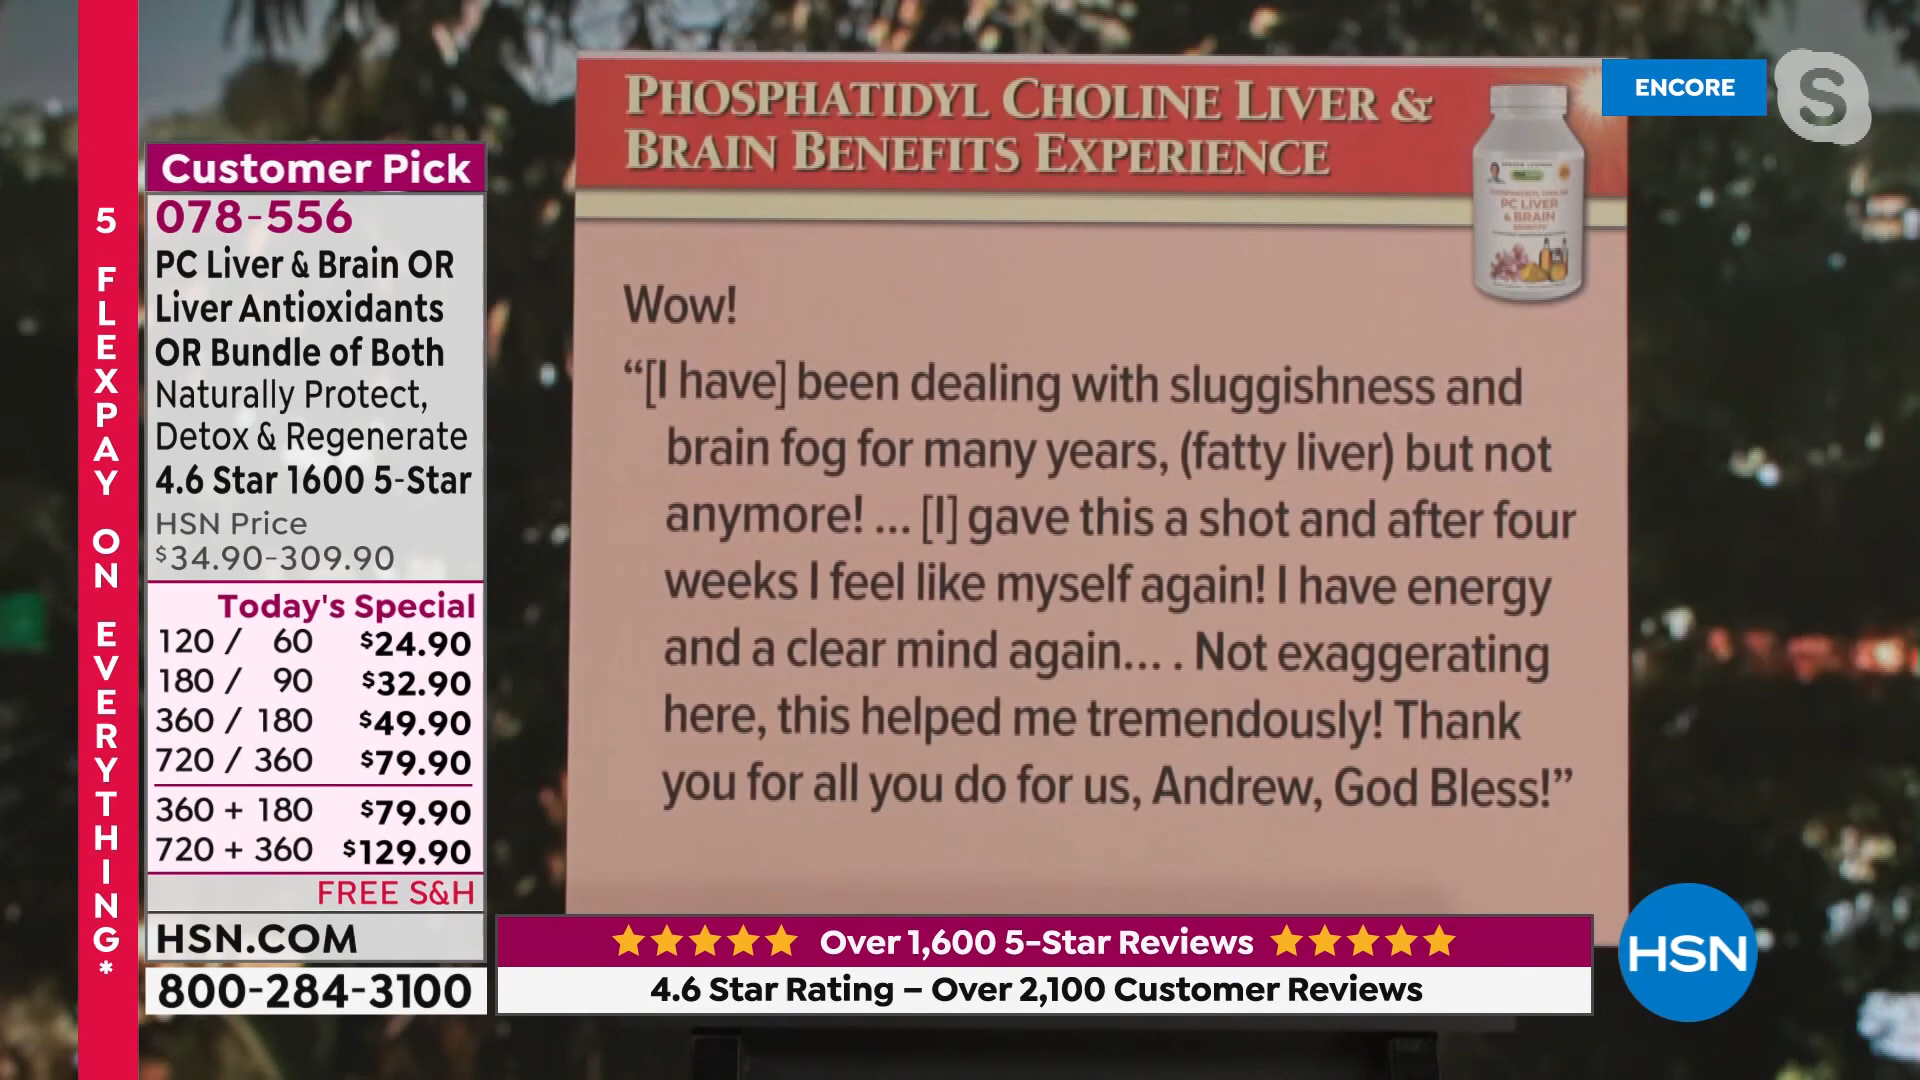 5 FLEXPAY ON EVERYTHING*
Customer Pick
078-556
PC Liver & Brain OR
Liver Antioxidants
OR Bundle of Both
Naturally Protect,
Detox & Regenerate
4.6 Star 1600 5-Star
HSN Price
$34.90-309.90
Today's Special
120 / 60 $24.90
180 / 90 $32.90
360 / 180 $49.90
720 / 360 $79.90
360 + 180 $79.90
720 + 360 $129.90
FREE S&H
HSN.COM
800-284-3100
PHOSPHATIDYL CHOLINE LIVER &
BRAIN BENEFITS EXPERIENCE
PC LIVER
& BRAIN
Wow!
“[I have] been dealing with sluggishness and
brain fog for many years, (fatty liver) but not
anymore! ... [I] gave this a shot and after four
weeks I feel like myself again! I have energy
and a clear mind again... . Not exaggerating
here, this helped me tremendously! Thank
you for all you do for us, Andrew, God Bless!”
ENCORE
S
Over 1,600 5-Star Reviews
4.6 Star Rating – Over 2,100 Customer Reviews
HSN